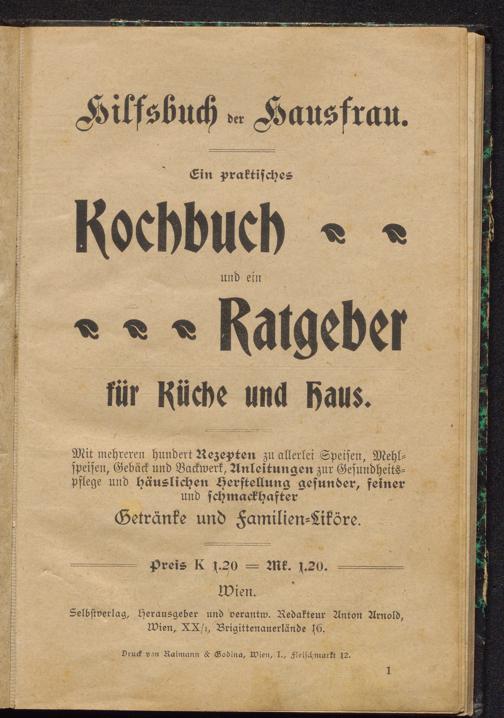 Hilfsbuch der Hausfrau.
Ein praktisches
Kochbuch
und ein
Ratgeber
für Küche und Haus.
Mit mehreren hundert Rezepten zu allerlei Speisen, Mehl-
speisen, Gebäck und Backwerk, Anleitungen zur Gesundheits-
pflege und häuslichen Herstellung gesunder, feiner
und schmackhafter
Getränke und Familien-Liköre.
Preis K 1.20 = Mk. 1.20.
Wien.
Selbstverlag, Herausgeber und verantw. Redakteur Anton Arnold,
Wien, XX/1, Brigittenauerlände 16.
Druck von Raimann & Godina, Wien, I., Fleischmarkt 12.
1